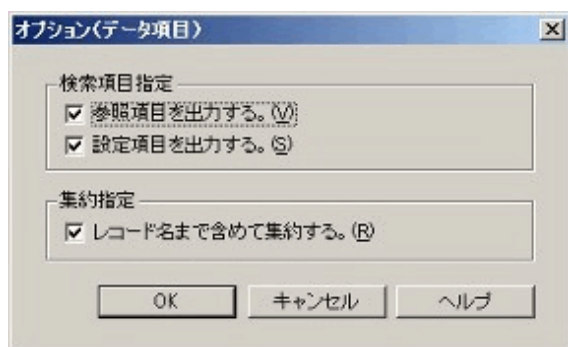 オプション(データ項目)
検索項目指定
参照項目を出力する。(V)
設定項目を出力する。(S)
集約指定
レコード名まで含めて集約する。(R)
OK
キャンセル
ヘルプ